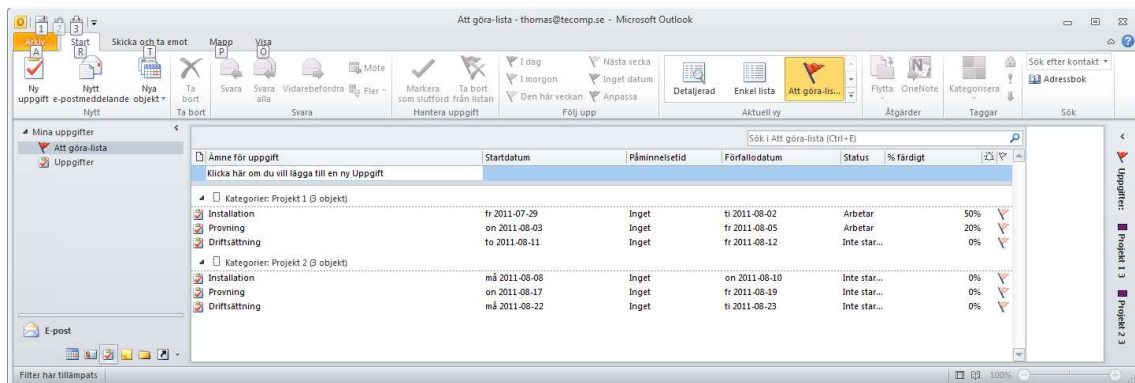 Att göra-lista - thomas@tecomp.se - Microsoft Outlook
1 2 3
Arkiv Start Skicka och ta emot Mapp Visa
A R T P O
Ny uppgift
Nytt e-postmeddelande
Nya objekt
Nytt
Ta bort
Ta bort
Svara
Svara alla
Vidarebefordra
Möte
Fler
Svara
Markera som slutförd
Ta bort från listan
Hantera uppgift
I dag
I morgon
Den här veckan
Nästa vecka
Inget datum
Anpassa
Följ upp
Detaljerad
Enkel lista
Att göra-lis...
Aktuell vy
Flytta
OneNote
Åtgärder
Kategorisera
Taggar
Sök efter kontakt
Adressbok
Sök
Mina uppgifter
Att göra-lista
Uppgifter
E-post
Sök i Att göra-lista (Ctrl+E)
Ämne för uppgift Startdatum Påminnelsetid Förfallodatum Status % färdigt
Klicka här om du vill lägga till en ny Uppgift
Kategorier: Projekt 1 (3 objekt)
Installation fr 2011-07-29 Inget ti 2011-08-02 Arbetar 50%
Provning on 2011-08-03 Inget fr 2011-08-05 Arbetar 20%
Driftsättning to 2011-08-11 Inget fr 2011-08-12 Inte star... 0%
Kategorier: Projekt 2 (3 objekt)
Installation må 2011-08-08 Inget on 2011-08-10 Inte star... 0%
Provning on 2011-08-17 Inget fr 2011-08-19 Inte star... 0%
Driftsättning må 2011-08-22 Inget ti 2011-08-23 Inte star... 0%
Uppgifter:
Projekt 1 3
Projekt 2 3
Filter har tillämpats
100%